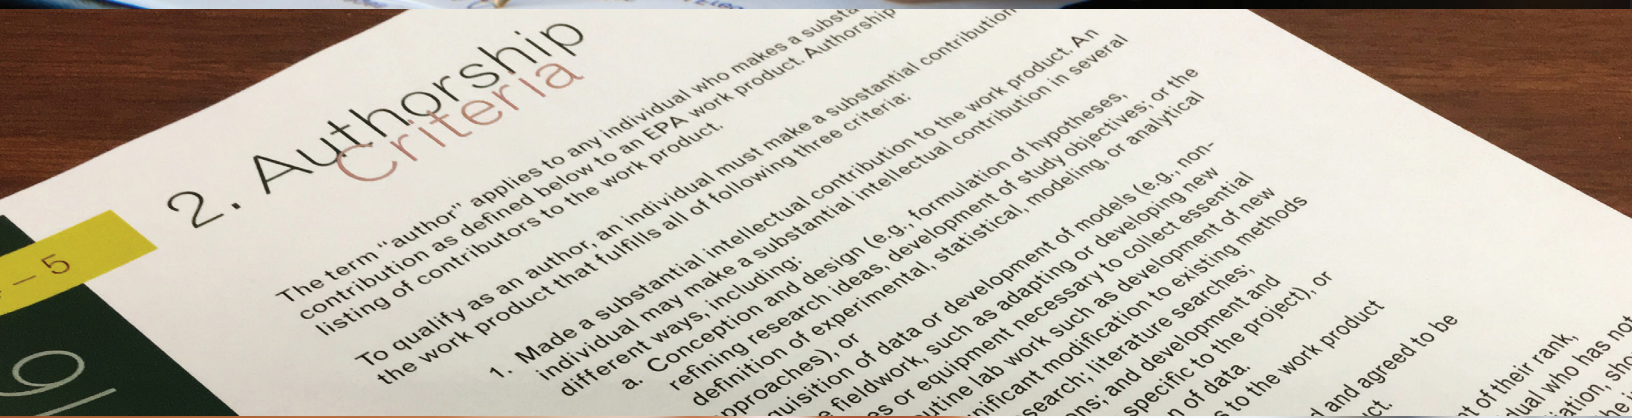 2. Authorship
Criteria
The term "author" applies to any individual who makes a substa
contribution as defined below to an EPA work product. Authorship
listing of contributors to the work product.
To qualify as an author, an individual must make a substantial contribution
the work product that fulfills all of following three criteria:
1. Made a substantial intellectual contribution to the work product. An
individual may make a substantial intellectual contribution in several
different ways, including:
a. Conception and design (e.g., formulation of hypotheses,
refining research ideas, development of study objectives; or the
definition of experimental, statistical, modeling, or analytical
pproaches), or
quisition of data or development of models (e.g., non-
e fieldwork, such as adapting or developing new
es or equipment necessary to collect essential
utine lab work such as development of new
nificant modification to existing methods
search; literature searches;
ons; and development and
specific to the project), or
n of data.
s to the work product
d and agreed to be
ct.
t of their rank,
dual who has not
ation, sho
– 5